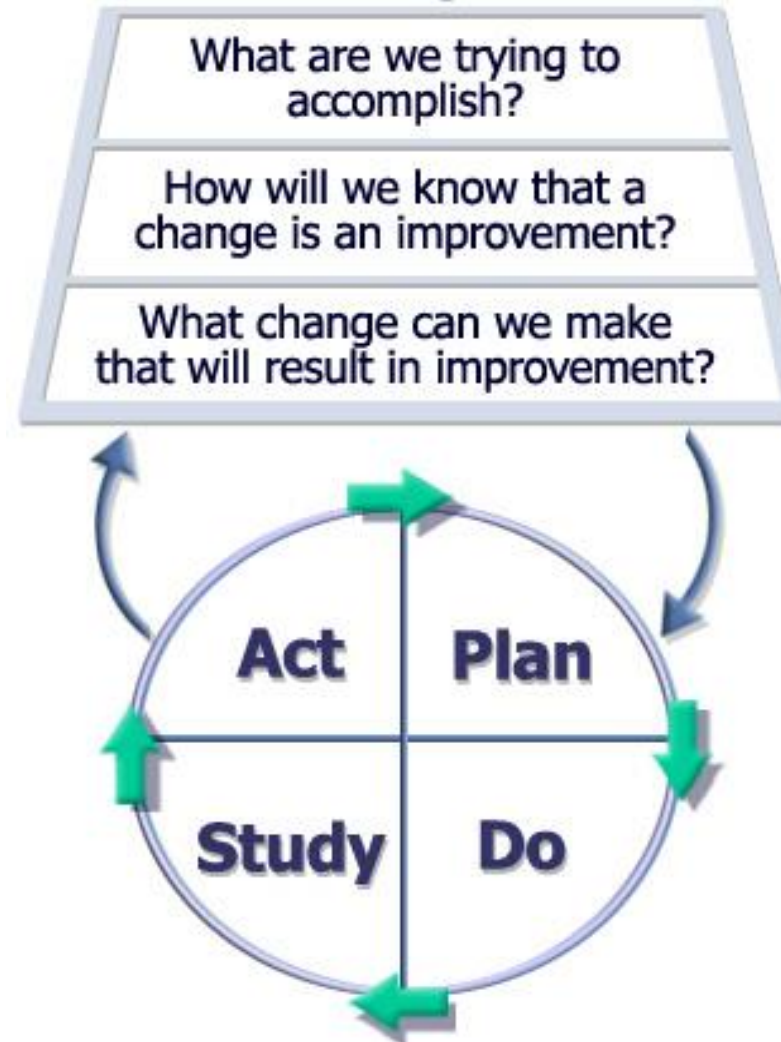 What are we trying to
accomplish?
How will we know that a
change is an improvement?
What change can we make
that will result in improvement?
Act
Plan
Study
Do